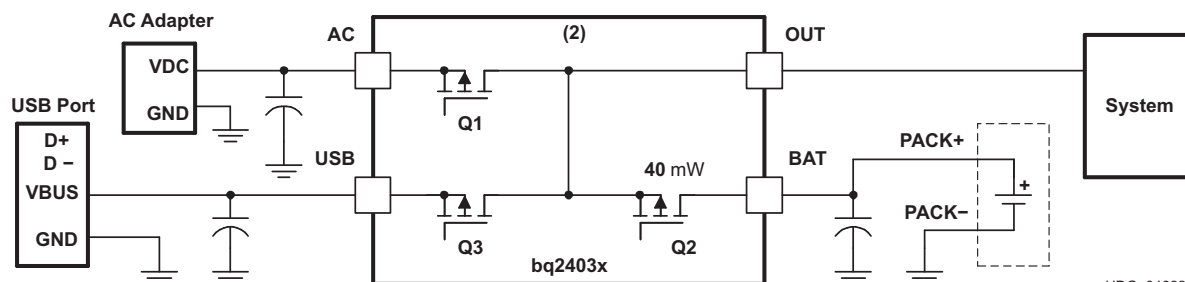 AC Adapter
VDC
GND
USB Port
D+
D −
VBUS
GND
AC
(2)
OUT
Q1
USB
40 mW
BAT
Q3
Q2
bq2403x
System
PACK+
+
PACK−